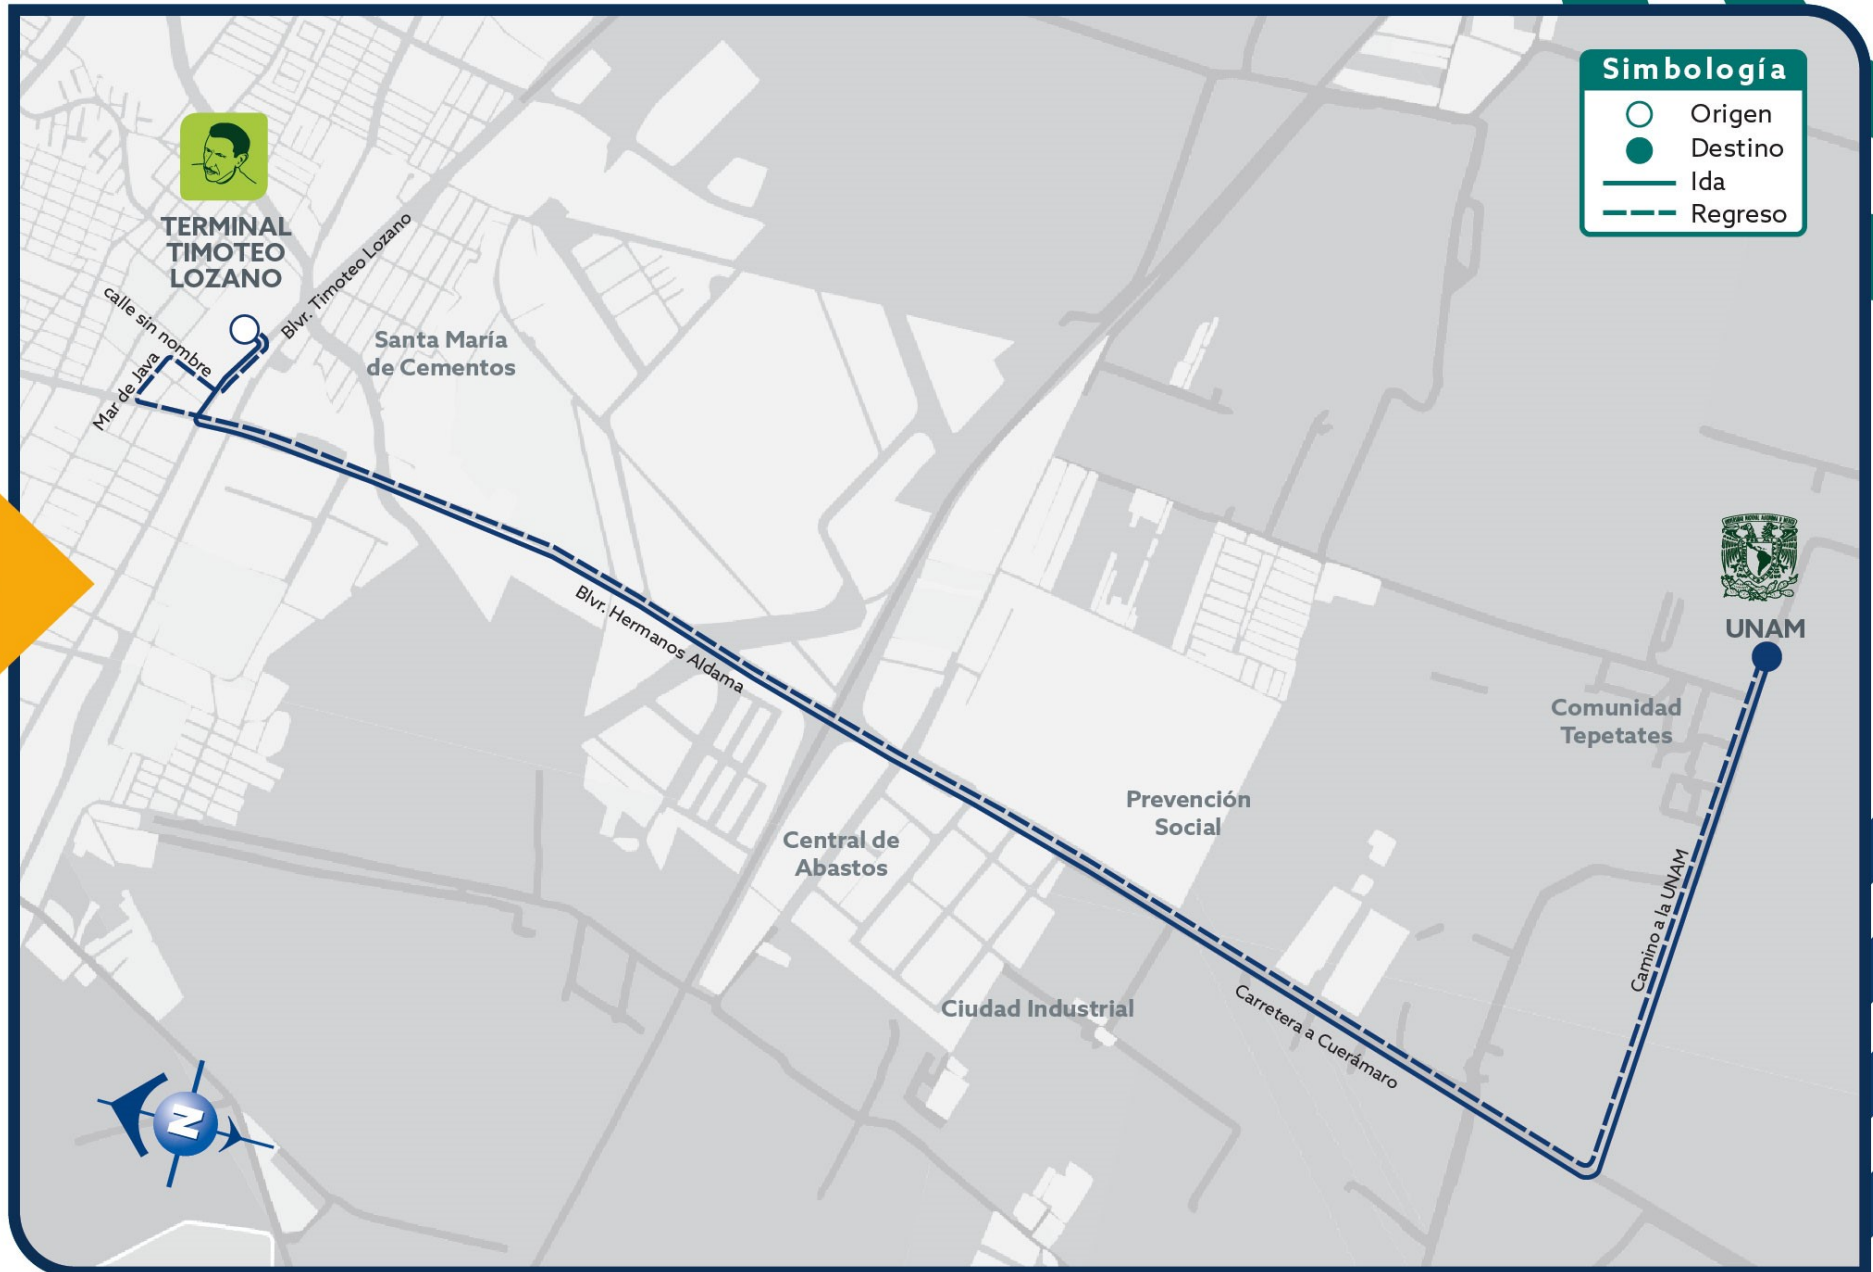 Simbología
Origen
Destino
Ida
Regreso
TERMINAL
TIMOTEO
LOZANO
Blvr. Timoteo Lozano
calle sin nombre
Mar de Java
Santa María
de Cementos
Blvr. Hermanos Aldama
UNAM
Comunidad
Tepetates
Prevención
Social
Central de
Abastos
Camino a la UNAM
Ciudad Industrial
Carretera a Cuerámaro
N